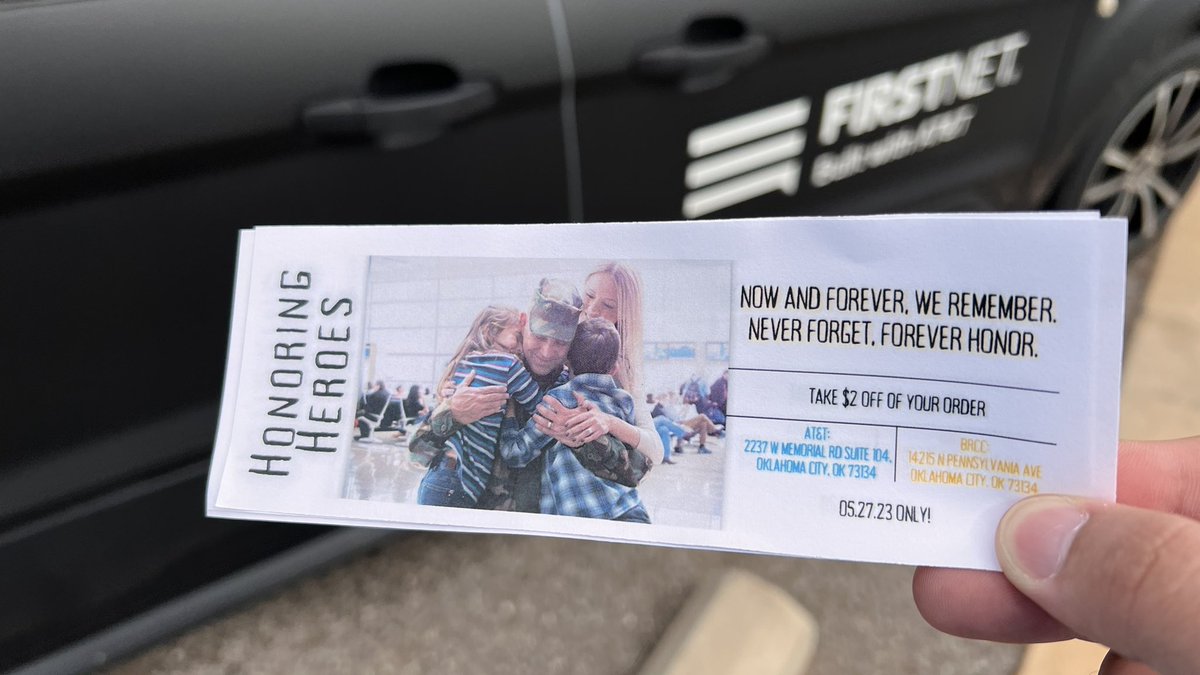 FIRSTNET.
Built with AT&T
HONORING
HEROES
NOW AND FOREVER, WE REMEMBER.
NEVER FORGET, FOREVER HONOR.
TAKE $2 OFF OF YOUR ORDER
AT&T:
2237 W MEMORIAL RD SUITE 104,
OKLAHOMA CITY, OK 73134
BRCC:
14215 N PENNSYLVANIA AVE
OKLAHOMA CITY, OK 73134
05.27.23 ONLY!